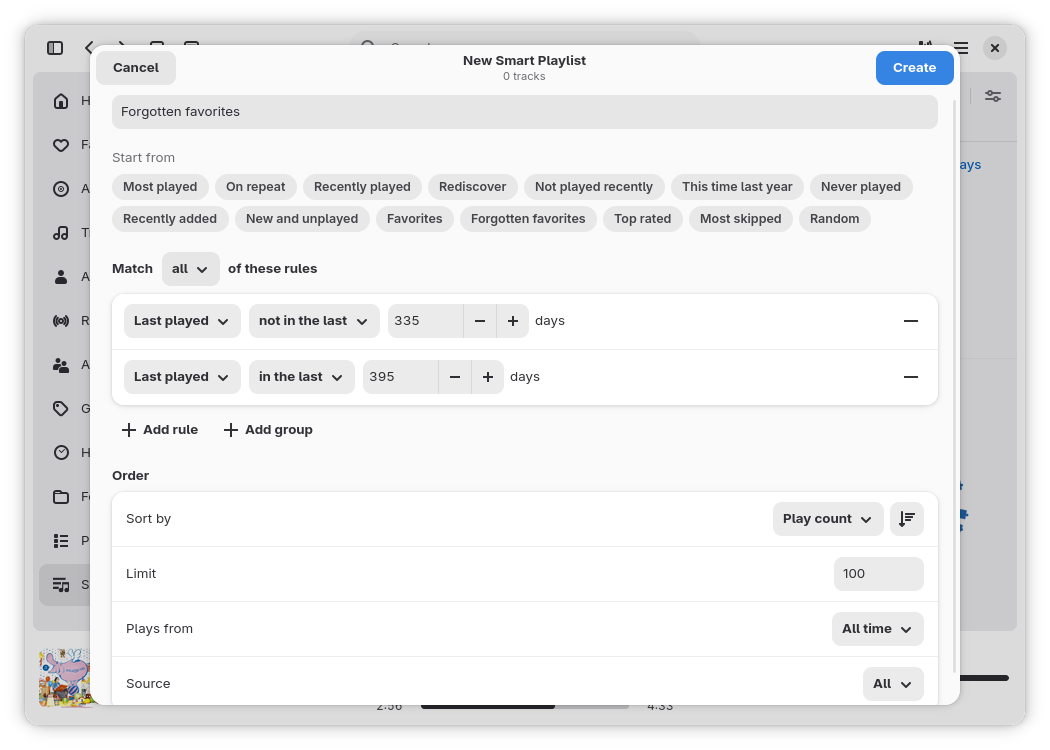 Cancel
New Smart Playlist
0 tracks
Create
Forgotten favorites
Start from
Most played On repeat Recently played Rediscover Not played recently This time last year Never played
Recently added New and unplayed Favorites Forgotten favorites Top rated Most skipped Random
Match all of these rules
Last played not in the last 335 days
Last played in the last 395 days
Add rule Add group
Order
Sort by Play count
Limit 100
Plays from All time
Source All
2:56 4:33